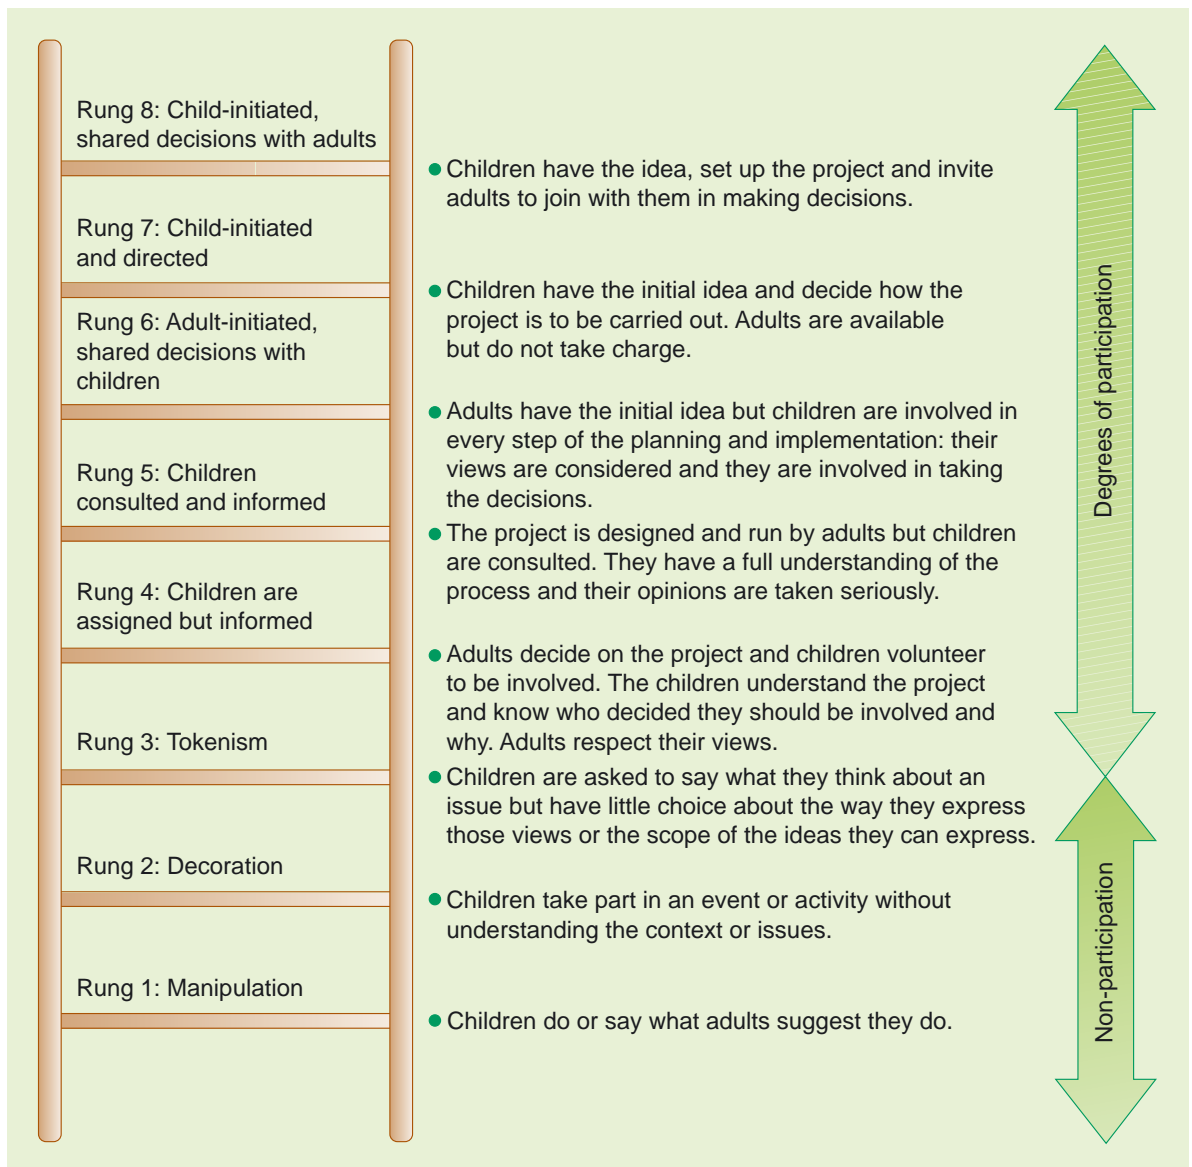 Rung 8: Child-initiated,
shared decisions with adults
● Children have the idea, set up the project and invite
adults to join with them in making decisions.
Rung 7: Child-initiated
and directed
● Children have the initial idea and decide how the
project is to be carried out. Adults are available
but do not take charge.
Rung 6: Adult-initiated,
shared decisions with
children
● Adults have the initial idea but children are involved in
every step of the planning and implementation: their
views are considered and they are involved in taking
the decisions.
Rung 5: Children
consulted and informed
● The project is designed and run by adults but children
are consulted. They have a full understanding of the
process and their opinions are taken seriously.
Rung 4: Children are
assigned but informed
● Adults decide on the project and children volunteer
to be involved. The children understand the project
and know who decided they should be involved and
why. Adults respect their views.
Rung 3: Tokenism
● Children are asked to say what they think about an
issue but have little choice about the way they express
those views or the scope of the ideas they can express.
Rung 2: Decoration
● Children take part in an event or activity without
understanding the context or issues.
Rung 1: Manipulation
● Children do or say what adults suggest they do.
Degrees of participation
Non-participation